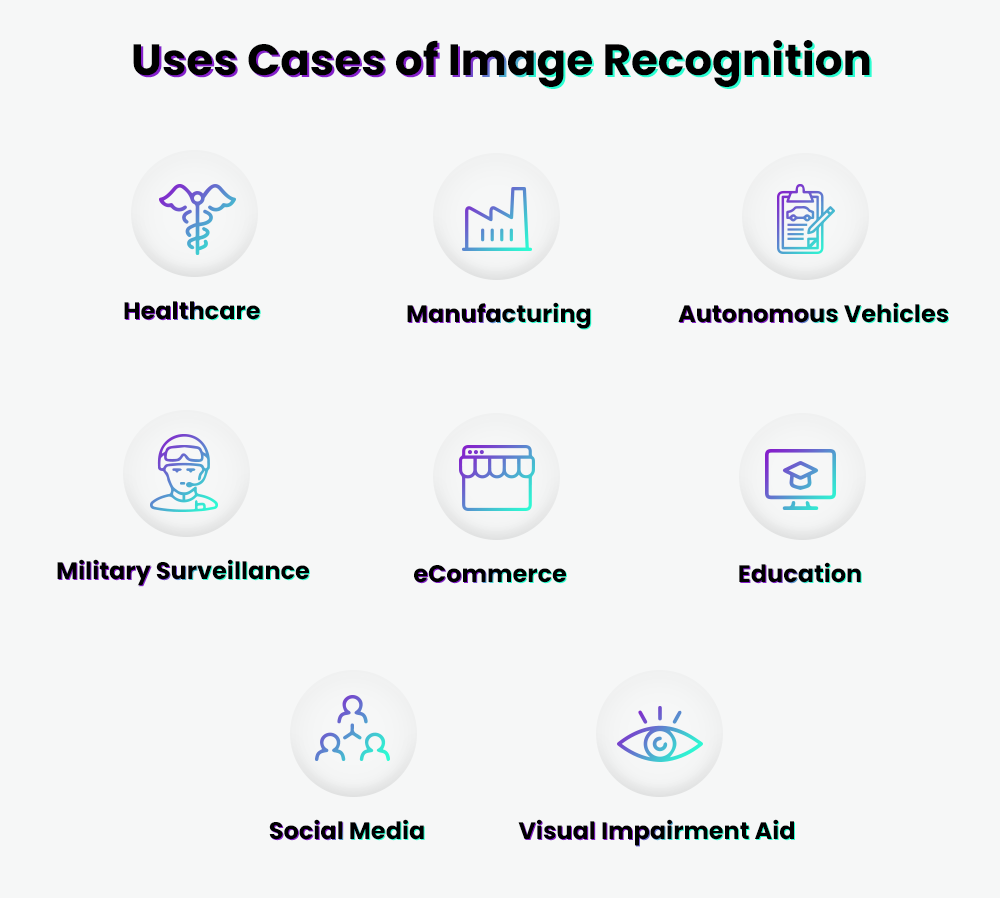 Uses Cases of Image Recognition
Healthcare
Manufacturing
Autonomous Vehicles
Military Surveillance
eCommerce
Education
Social Media
Visual Impairment Aid